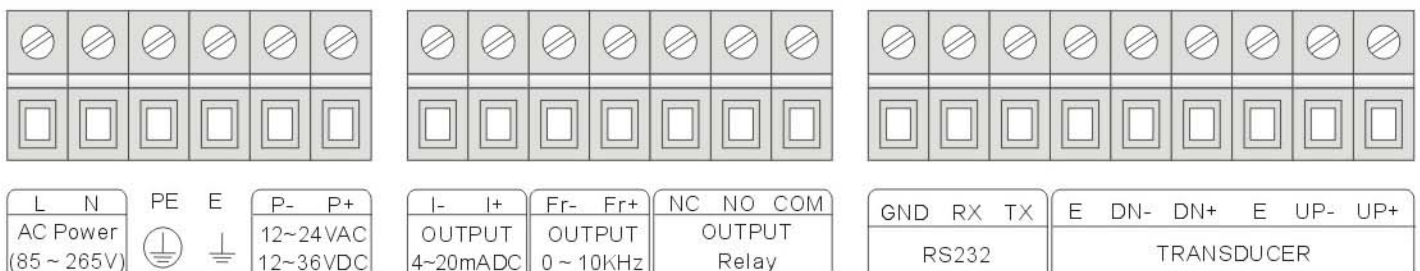 L N PE E P- P+ I- I+ Fr- Fr+ NC NO COM GND RX TX E DN- DN+ E UP- UP+
AC Power 12~24VAC OUTPUT OUTPUT OUTPUT RS232 TRANSDUCER
(85 ~ 265V) 12~36VDC 4~20mADC 0 ~ 10KHz Relay